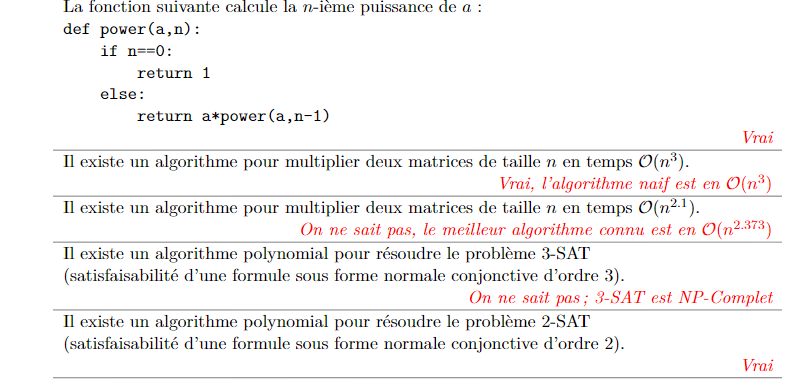 La fonction suivante calcule la n-ième puissance de a :
def power(a,n):
    if n==0:
        return 1
    else:
        return a*power(a,n-1)
Vrai
Il existe un algorithme pour multiplier deux matrices de taille n en temps O(n^3).
Vrai, l'algorithme naif est en O(n^3)
Il existe un algorithme pour multiplier deux matrices de taille n en temps O(n^2.1).
On ne sait pas, le meilleur algorithme connu est en O(n^2.373)
Il existe un algorithme polynomial pour résoudre le problème 3-SAT
(satisfaisabilité d'une formule sous forme normale conjonctive d'ordre 3).
On ne sait pas ; 3-SAT est NP-Complet
Il existe un algorithme polynomial pour résoudre le problème 2-SAT
(satisfaisabilité d'une formule sous forme normale conjonctive d'ordre 2).
Vrai